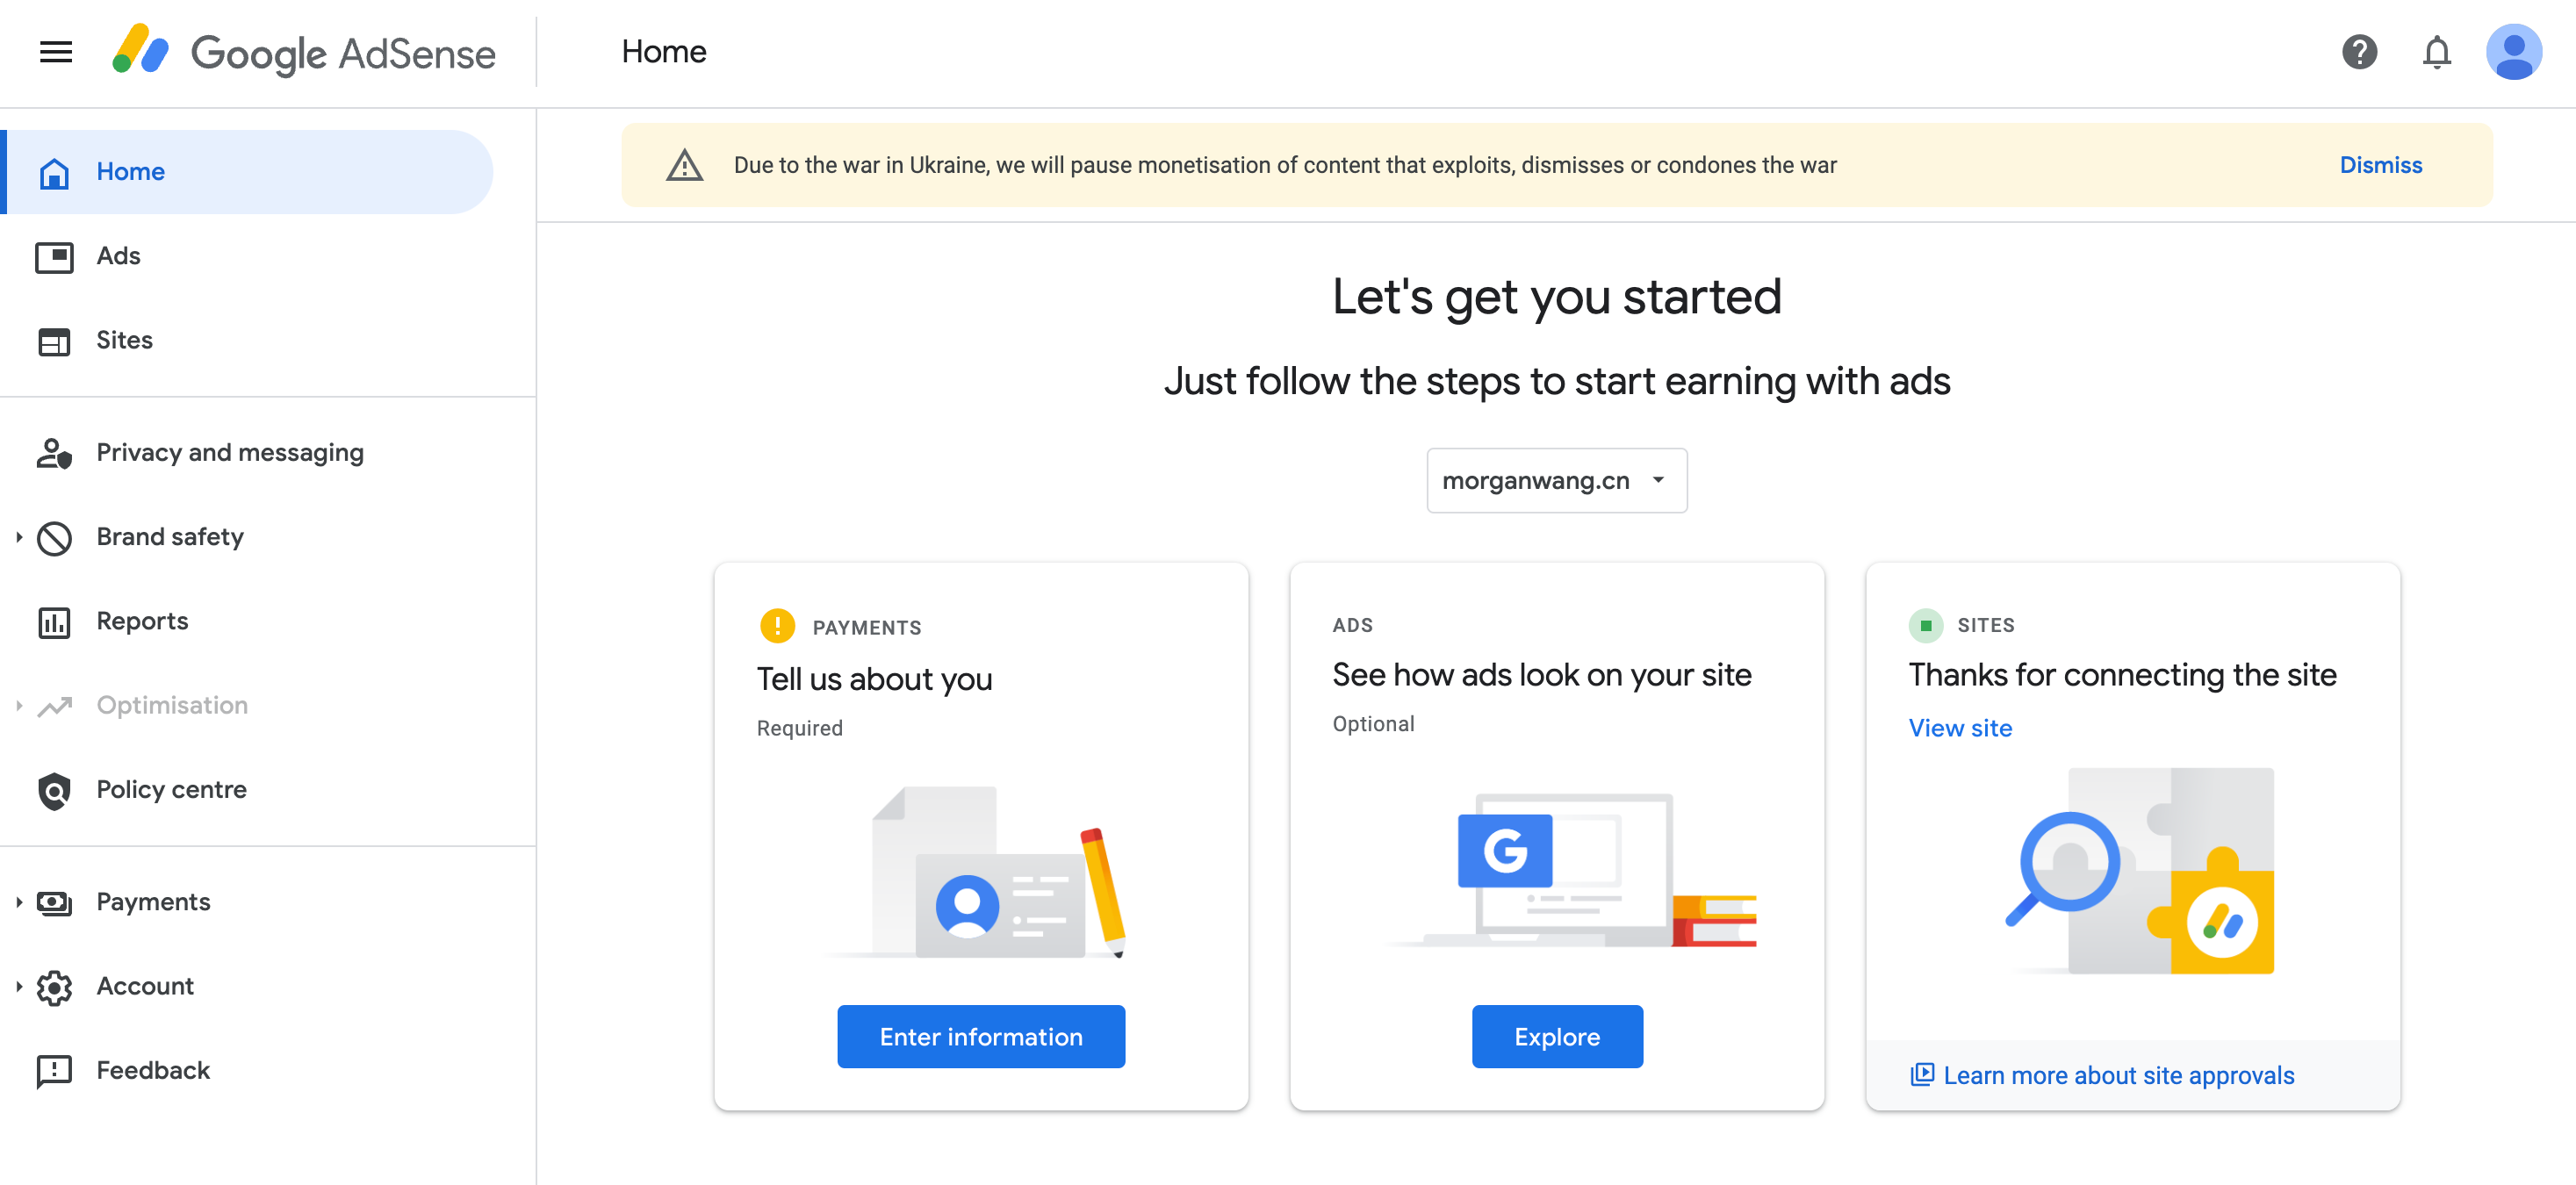 Google AdSense
Home
Home
Ads
Sites
Privacy and messaging
Brand safety
Reports
Optimisation
Policy centre
Payments
Account
Feedback
Due to the war in Ukraine, we will pause monetisation of content that exploits, dismisses or condones the war
Dismiss
Let's get you started
Just follow the steps to start earning with ads
morganwang.cn
PAYMENTS
Tell us about you
Required
Enter information
ADS
See how ads look on your site
Optional
G
Explore
SITES
Thanks for connecting the site
View site
Learn more about site approvals